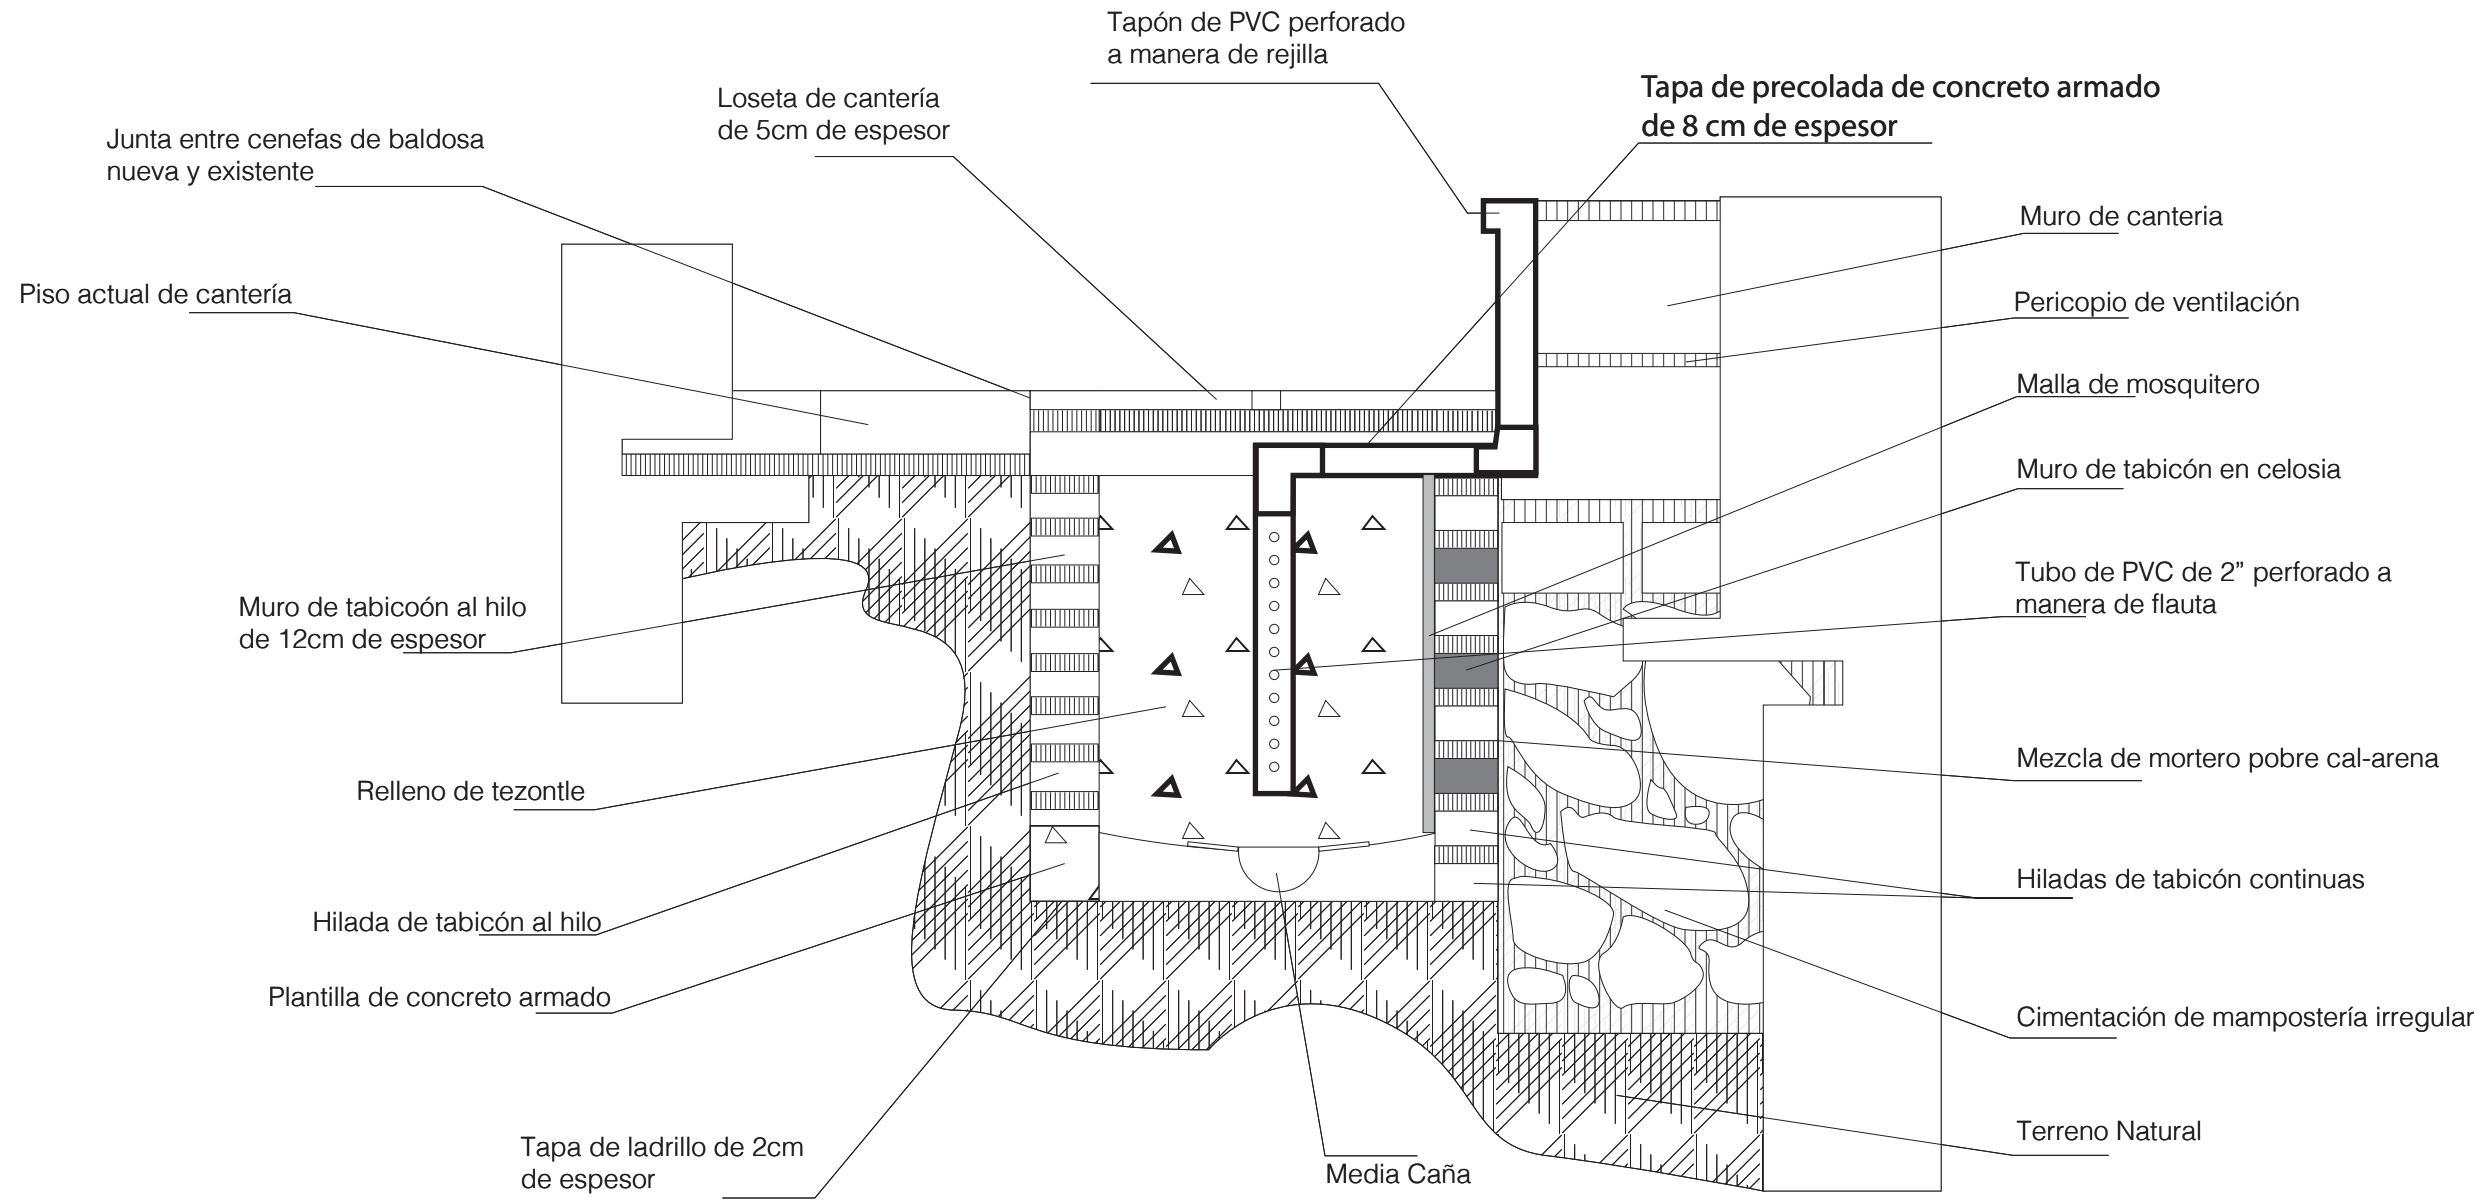 Tapón de PVC perforado
a manera de rejilla
Tapa de precolada de concreto armado
de 8 cm de espesor
Loseta de cantería
de 5cm de espesor
Junta entre cenefas de baldosa
nueva y existente
Piso actual de cantería
Muro de canteria
Pericopio de ventilación
Malla de mosquitero
Muro de tabicón en celosia
Tubo de PVC de 2” perforado a
manera de flauta
Muro de tabicoón al hilo
de 12cm de espesor
Mezcla de mortero pobre cal-arena
Relleno de tezontle
Hiladas de tabicón continuas
Hilada de tabicón al hilo
Plantilla de concreto armado
Cimentación de mampostería irregular
Terreno Natural
Tapa de ladrillo de 2cm
de espesor
Media Caña